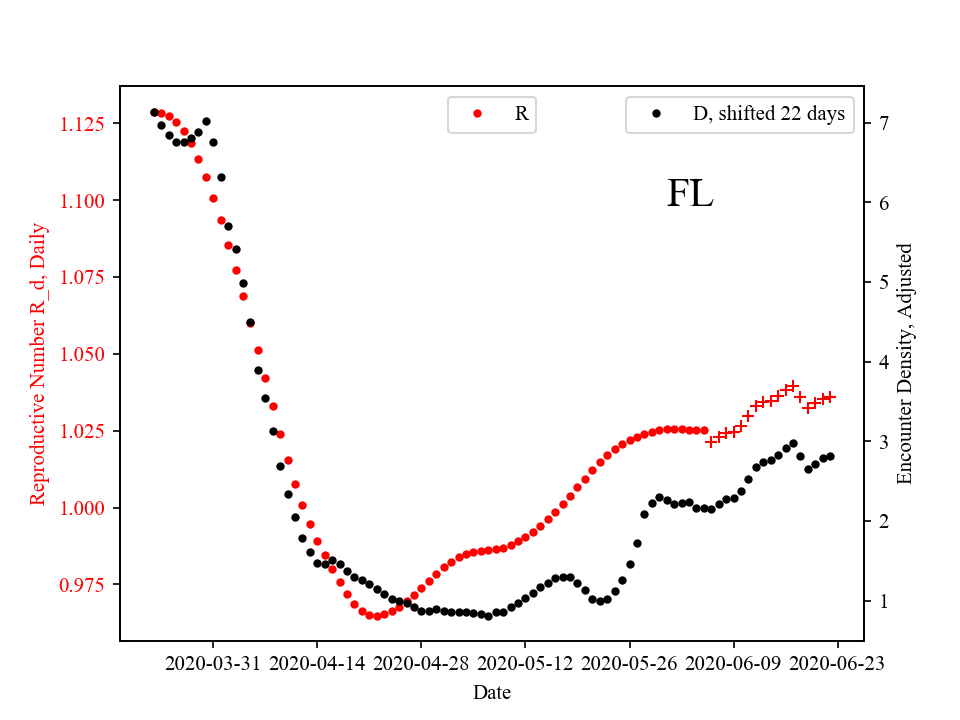 R
D, shifted 22 days
FL
Reproductive Number R_d, Daily
1.125
1.100
1.075
1.050
1.025
1.000
0.975
7
6
5
4
3
2
1
Encounter Density, Adjusted
2020-03-31 2020-04-14 2020-04-28 2020-05-12 2020-05-26 2020-06-09 2020-06-23
Date